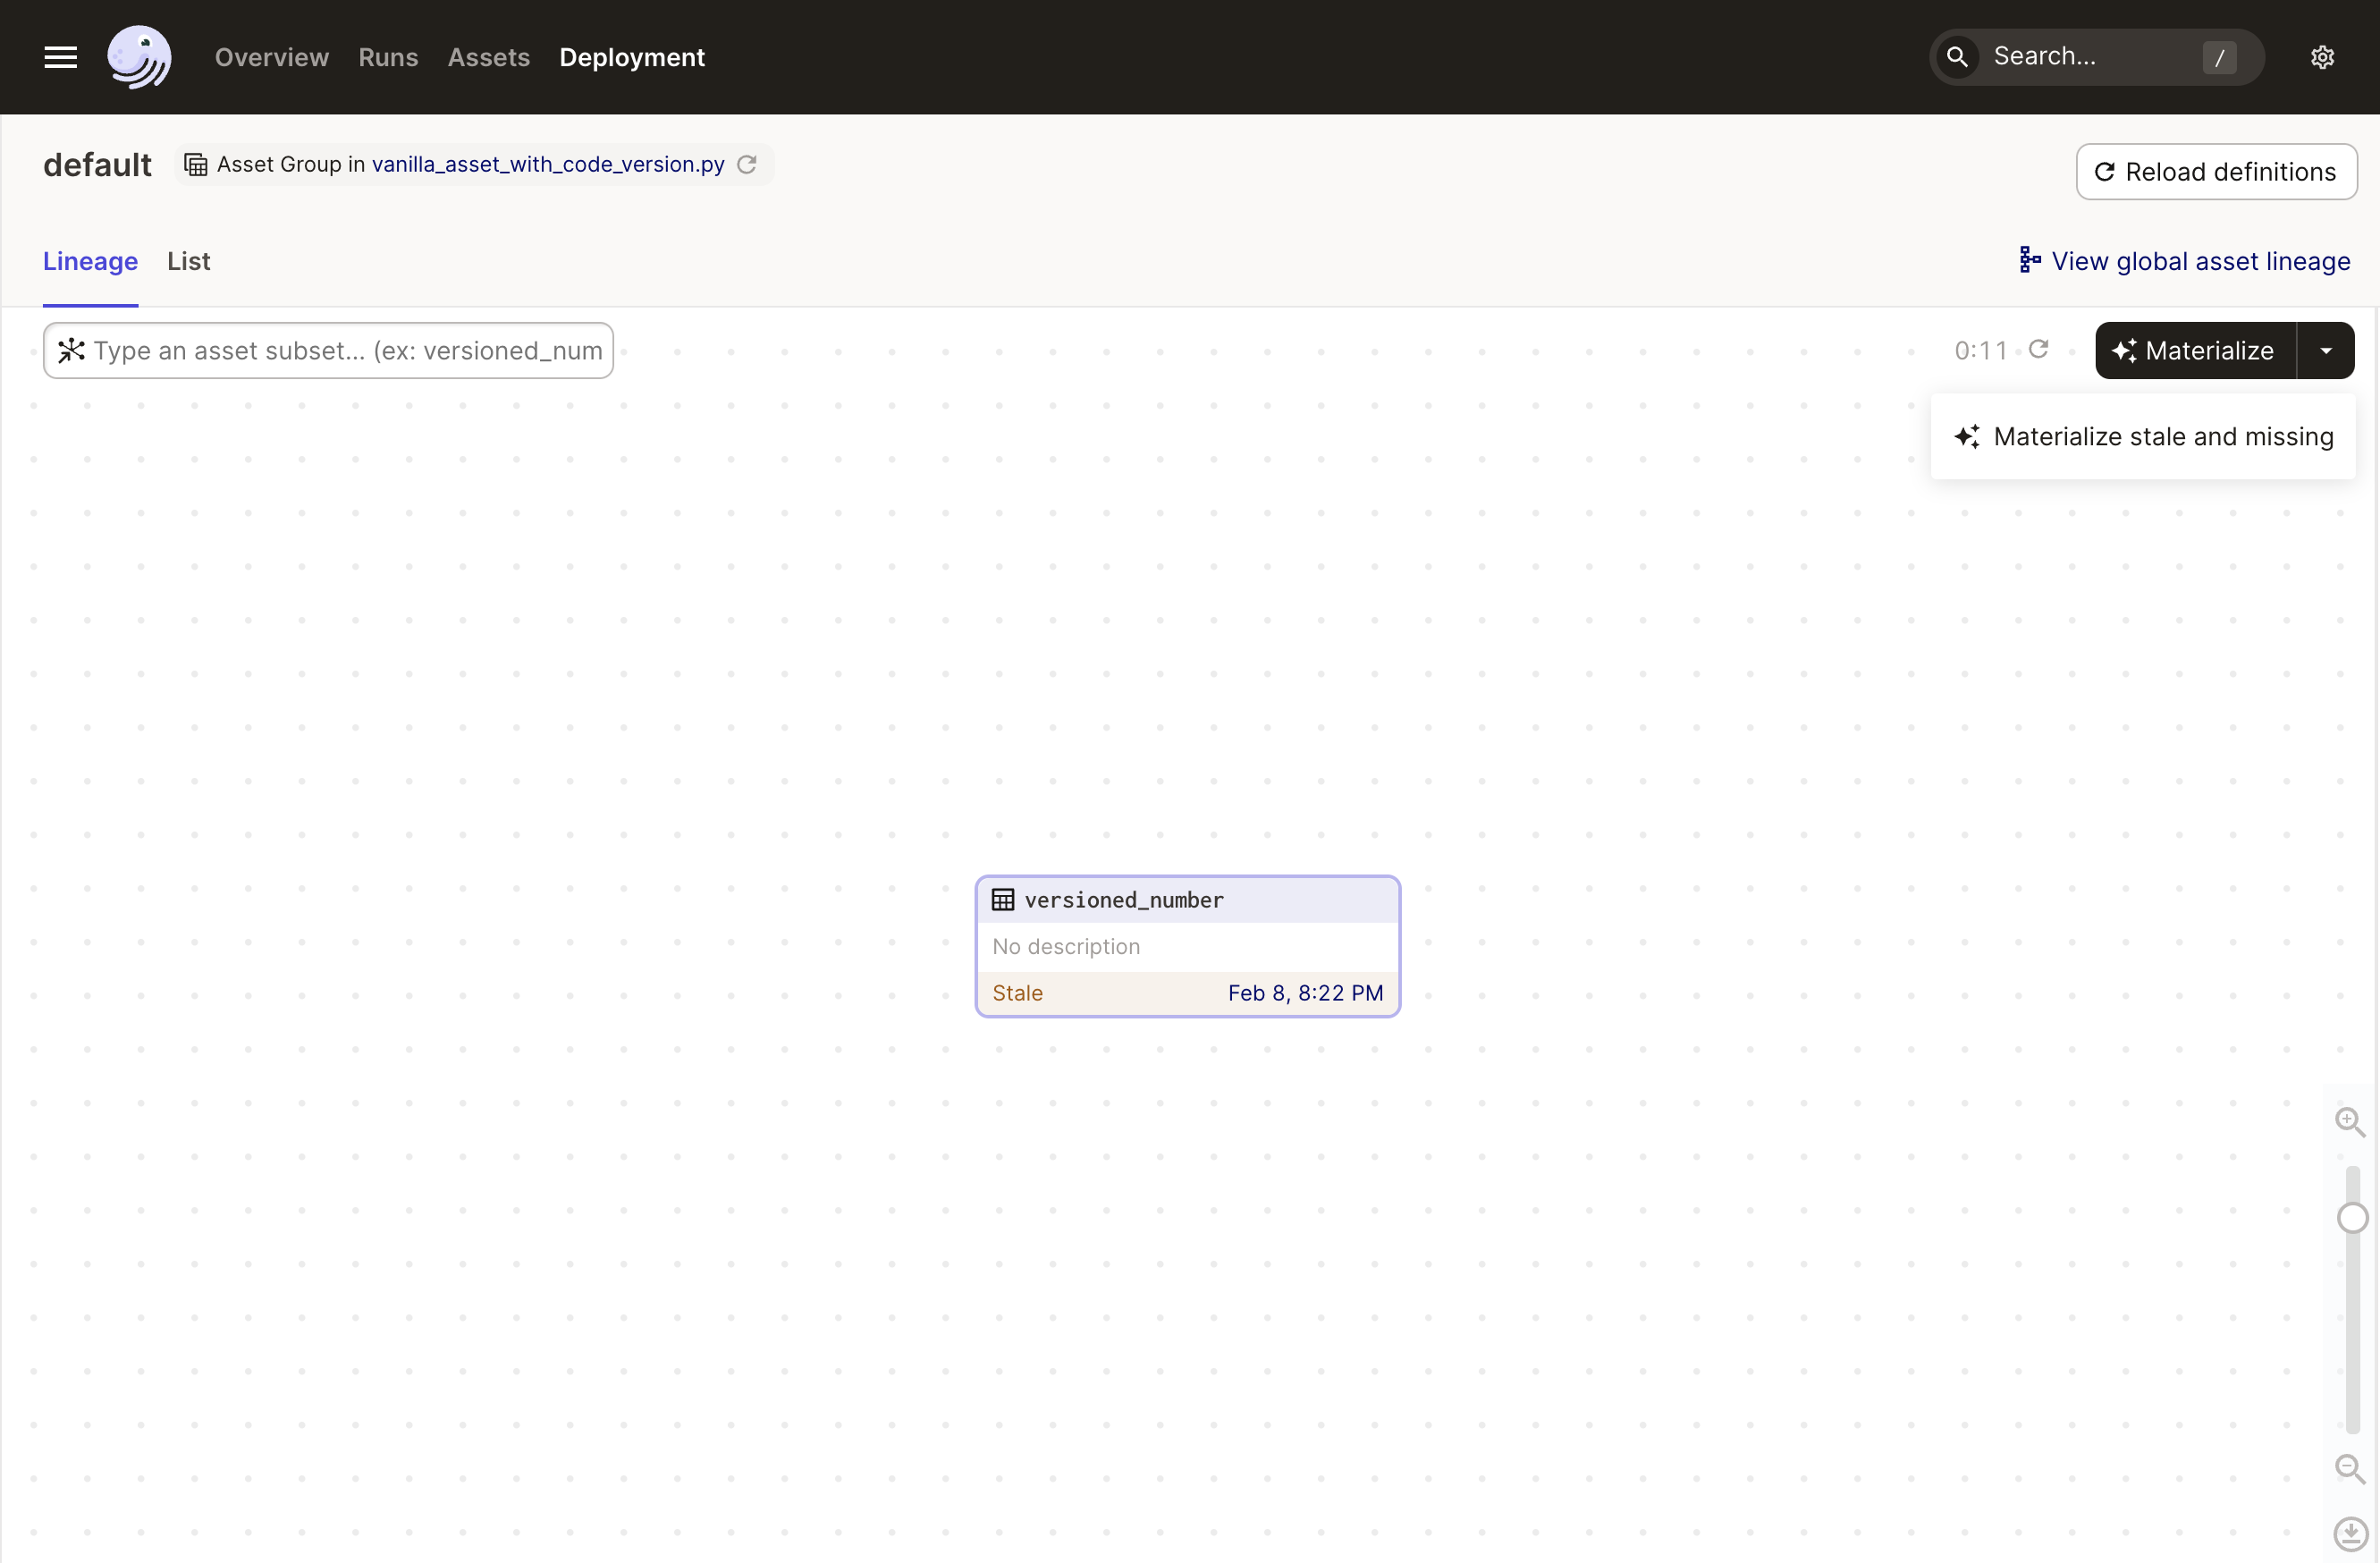 Overview Runs Assets Deployment Search... /
default Asset Group in vanilla_asset_with_code_version.py Reload definitions
Lineage List View global asset lineage
Type an asset subset... (ex: versioned_num 0:11 Materialize
Materialize stale and missing
versioned_number
No description
Stale Feb 8, 8:22 PM